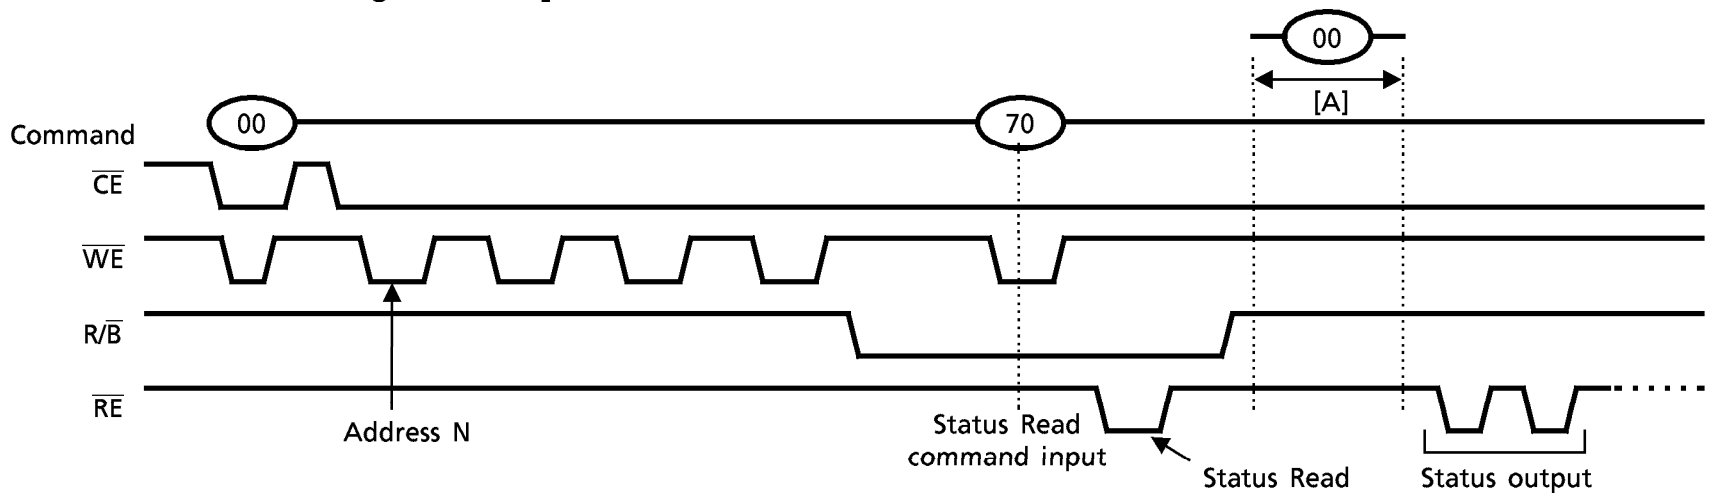 00
[A]
Command
00
70
CE
WE
R/B
RE
Address N
Status Read
command input
Status Read
Status output